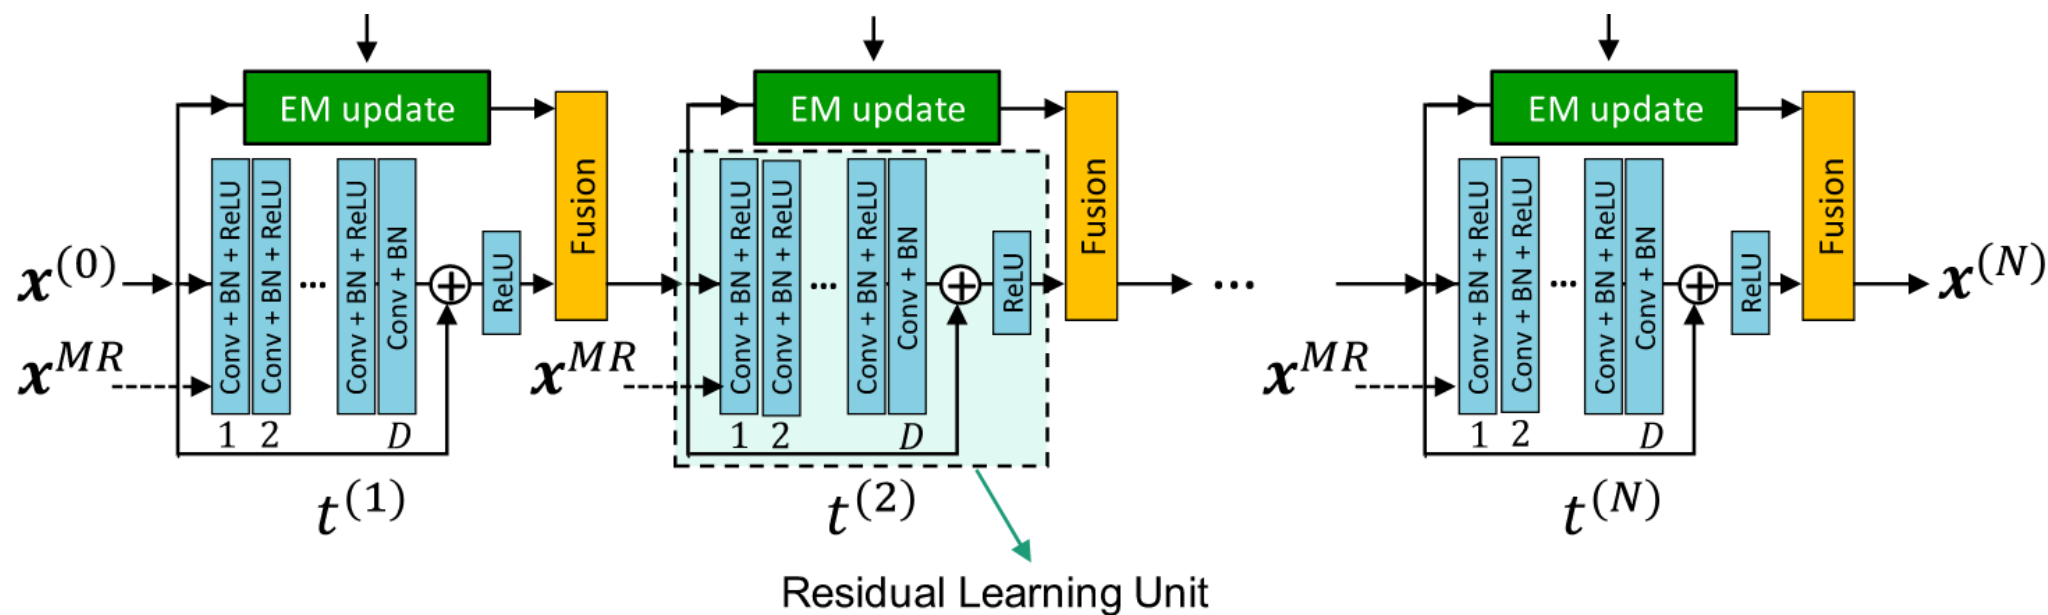 EM update
EM update
EM update
Fusion
Fusion
Fusion
Conv + BN + ReLU
Conv + BN + ReLU
...
Conv + BN + ReLU
Conv + BN
ReLU
Conv + BN + ReLU
Conv + BN + ReLU
...
Conv + BN + ReLU
Conv + BN
ReLU
...
Conv + BN + ReLU
Conv + BN + ReLU
...
Conv + BN + ReLU
Conv + BN
ReLU
x^(0)
x^(N)
x^MR
x^MR
x^MR
1 2 D
1 2 D
1 2 D
t^(1)
t^(2)
t^(N)
Residual Learning Unit